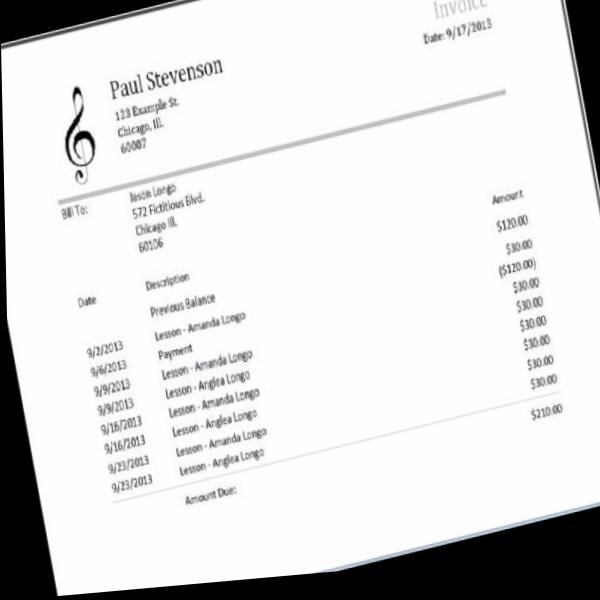 Invoice
Date: 9/17/2013
Paul Stevenson
123 Example St.
Chicago, Ill.
60007
Bill To: Jason Longo
572 Fictitious Blvd.
Chicago Ill,
60106
Date Description Amount
Previous Balance $120.00
9/2/2013 Lesson - Amanda Longo $30.00
9/6/2013 Payment ($120.00)
9/9/2013 Lesson - Amanda Longo $30.00
9/9/2013 Lesson - Anglea Longo $30.00
9/16/2013 Lesson - Amanda Longo $30.00
9/16/2013 Lesson - Anglea Longo $30.00
9/23/2013 Lesson - Amanda Longo $30.00
9/23/2013 Lesson - Anglea Longo $30.00
Amount Due: $210.00